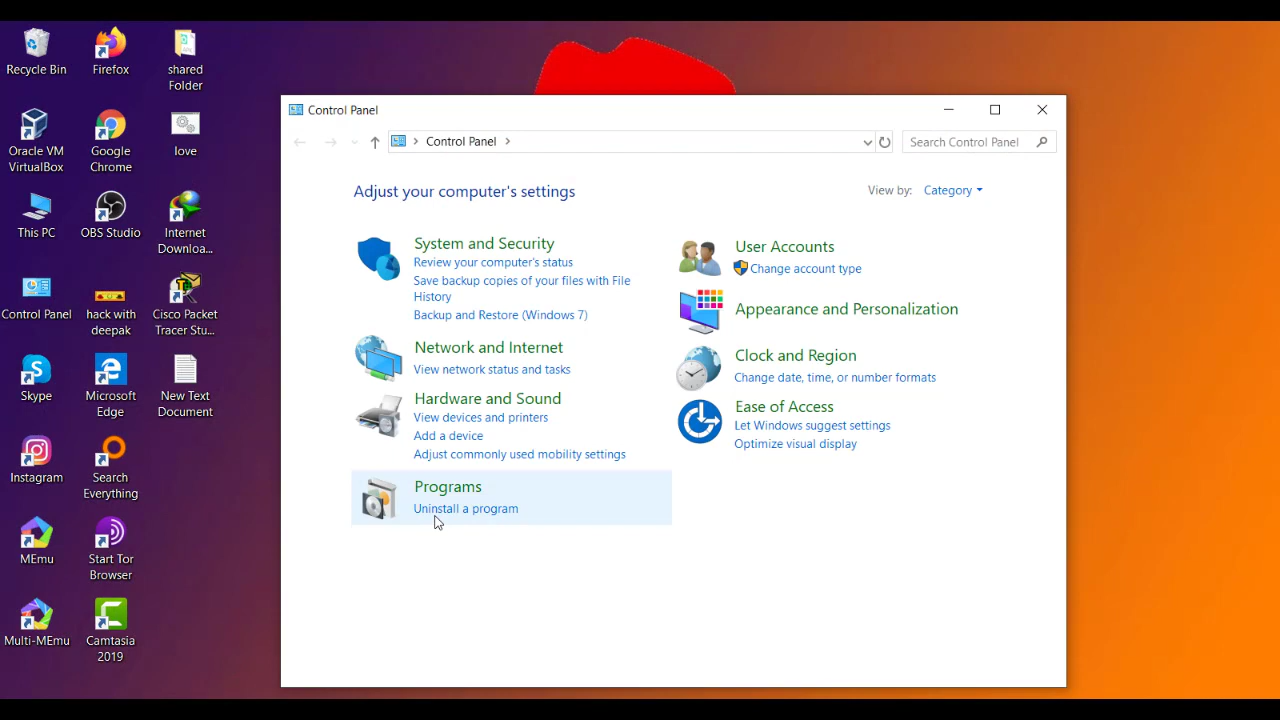 Recycle Bin
Firefox
shared
Folder
Oracle VM
VirtualBox
Google
Chrome
love
This PC
OBS Studio
Internet
Downloa...
Control Panel
hack with
deepak
Cisco Packet
Tracer Stu...
Skype
Microsoft
Edge
New Text
Document
Instagram
Search
Everything
MEmu
Start Tor
Browser
Multi-MEmu
Camtasia
2019
Control Panel
Control Panel
Search Control Panel
Adjust your computer's settings
View by: Category
System and Security
Review your computer's status
Save backup copies of your files with File
History
Backup and Restore (Windows 7)
Network and Internet
View network status and tasks
Hardware and Sound
View devices and printers
Add a device
Adjust commonly used mobility settings
Programs
Uninstall a program
User Accounts
Change account type
Appearance and Personalization
Clock and Region
Change date, time, or number formats
Ease of Access
Let Windows suggest settings
Optimize visual display